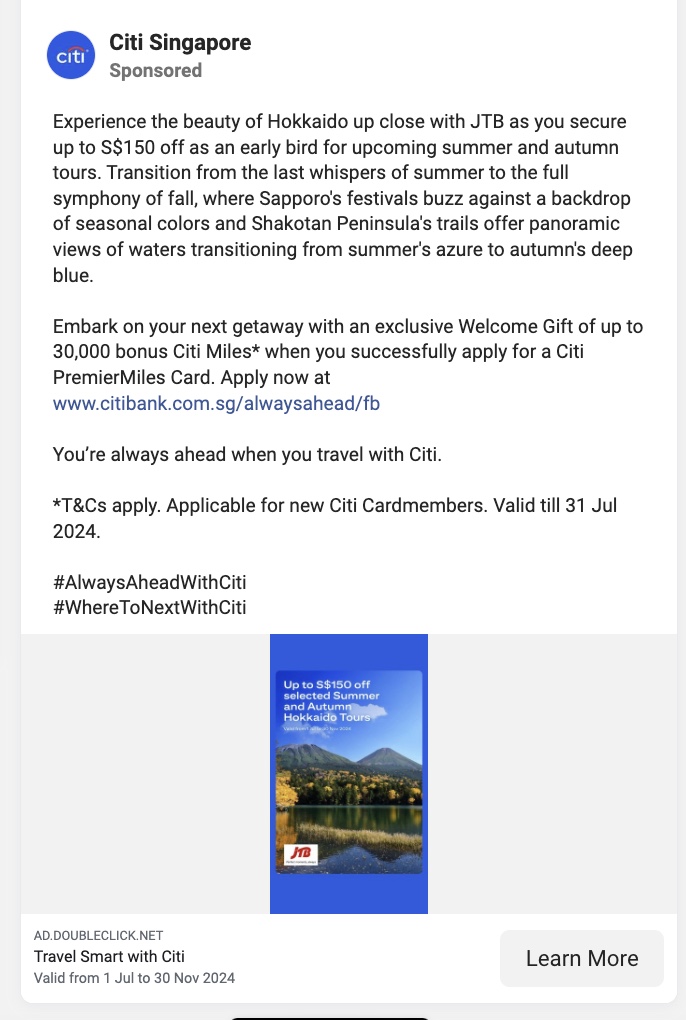 citi
Citi Singapore
Sponsored
Experience the beauty of Hokkaido up close with JTB as you secure
up to S$150 off as an early bird for upcoming summer and autumn
tours. Transition from the last whispers of summer to the full
symphony of fall, where Sapporo's festivals buzz against a backdrop
of seasonal colors and Shakotan Peninsula's trails offer panoramic
views of waters transitioning from summer's azure to autumn's deep
blue.
Embark on your next getaway with an exclusive Welcome Gift of up to
30,000 bonus Citi Miles* when you successfully apply for a Citi
PremierMiles Card. Apply now at
www.citibank.com.sg/alwaysahead/fb
You’re always ahead when you travel with Citi.
*T&Cs apply. Applicable for new Citi Cardmembers. Valid till 31 Jul
2024.
#AlwaysAheadWithCiti
#WhereToNextWithCiti
Up to S$150 off
selected Summer
and Autumn
Hokkaido Tours
JTB
AD.DOUBLECLICK.NET
Travel Smart with Citi
Valid from 1 Jul to 30 Nov 2024
Learn More